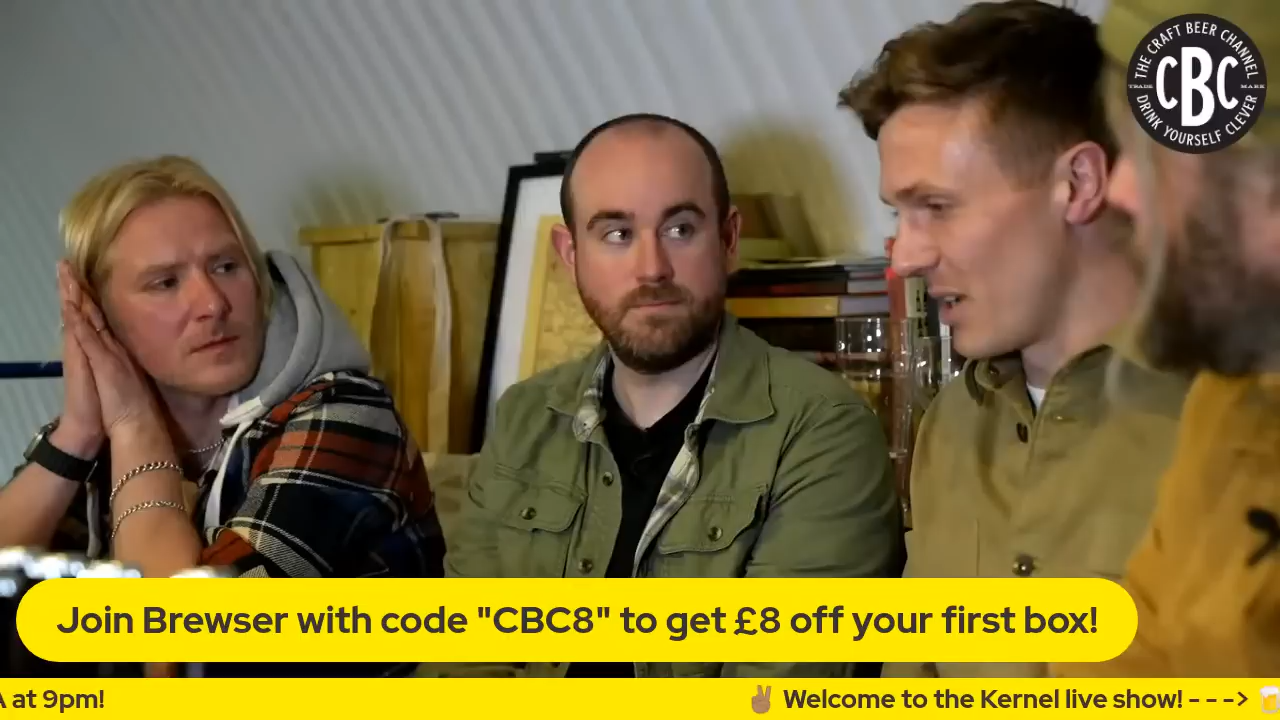 THE CRAFT BEER CHANNEL
TRADE CBC MARK
DRINK YOURSELF CLEVER
Join Brewser with code "CBC8" to get £8 off your first box!
A at 9pm!
✌🏽 Welcome to the Kernel live show! - - -> 🍺